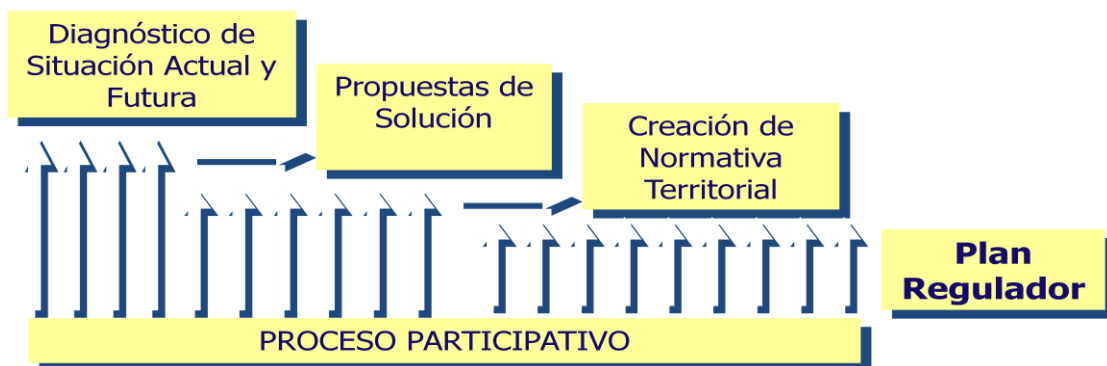 Diagnóstico de
Situación Actual y
Futura
Propuestas de
Solución
Creación de
Normativa
Territorial
Plan
Regulador
PROCESO PARTICIPATIVO